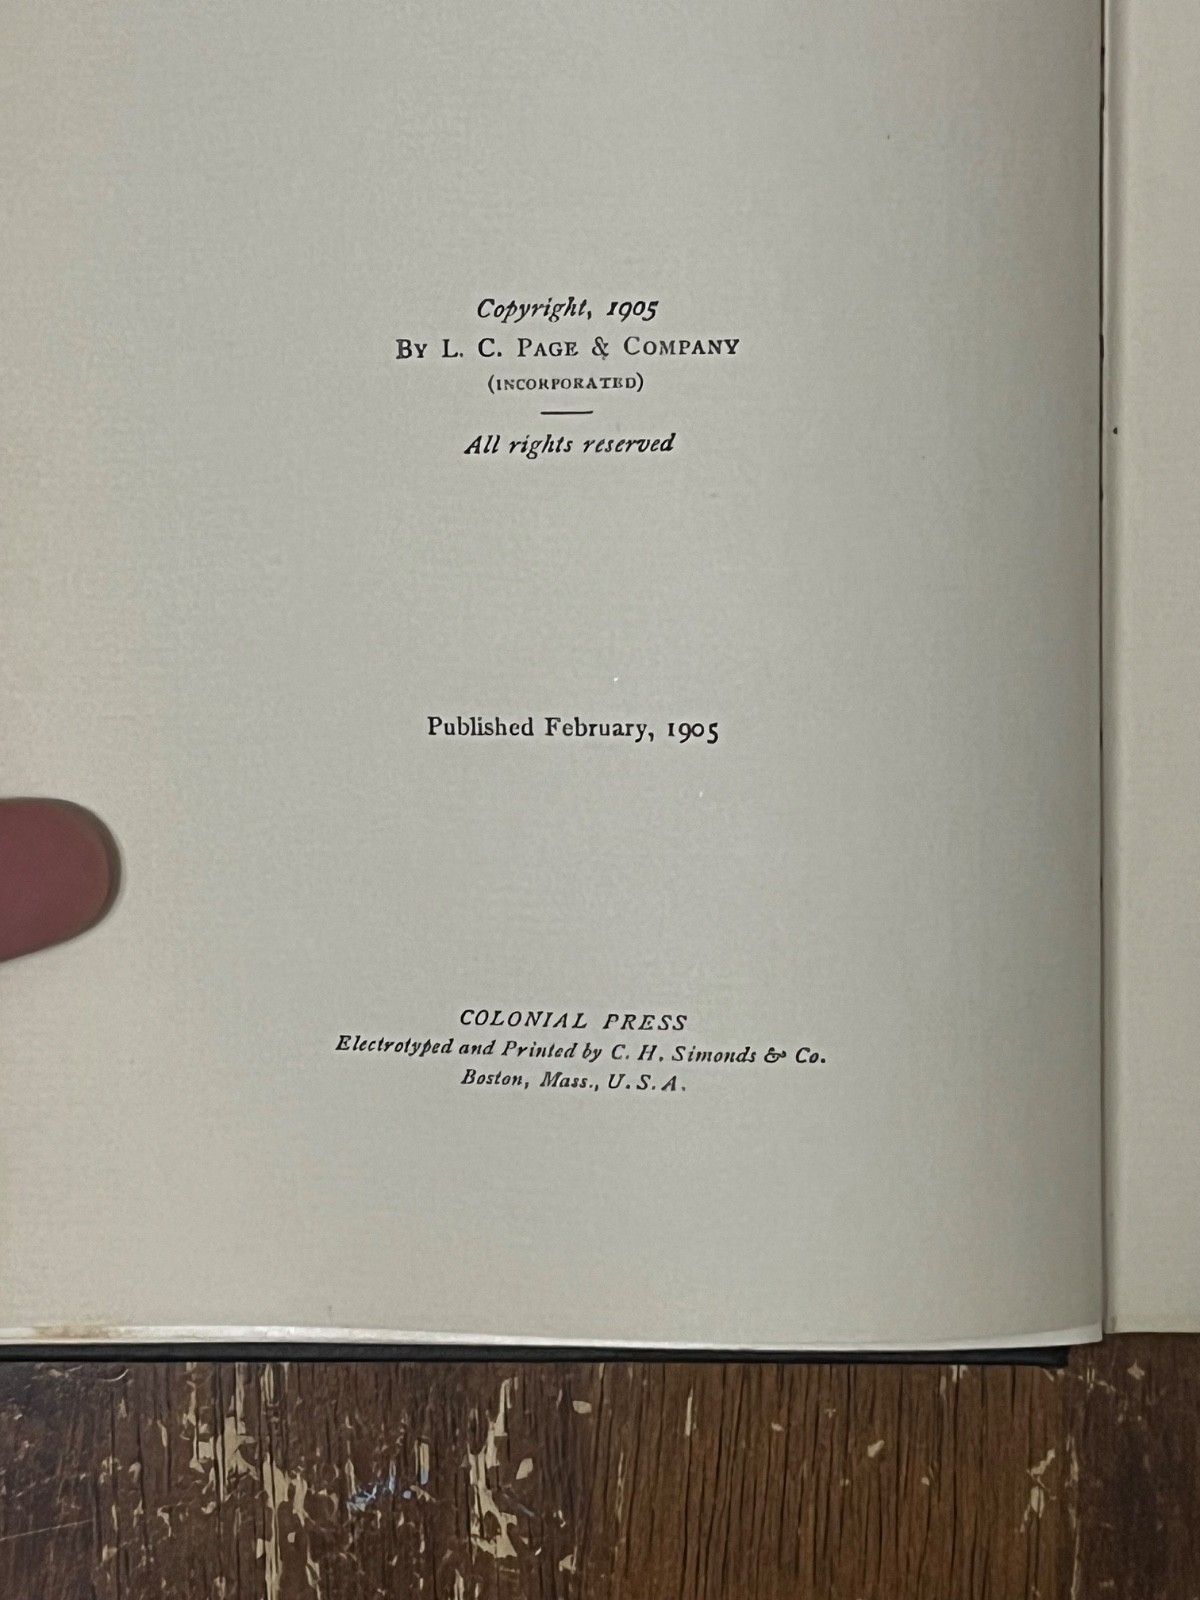 Copyright, 1905
BY L. C. PAGE & COMPANY
(INCORPORATED)
All rights reserved
Published February, 1905
COLONIAL PRESS
Electrotyped and Printed by C. H. Simonds & Co.
Boston, Mass., U.S.A.